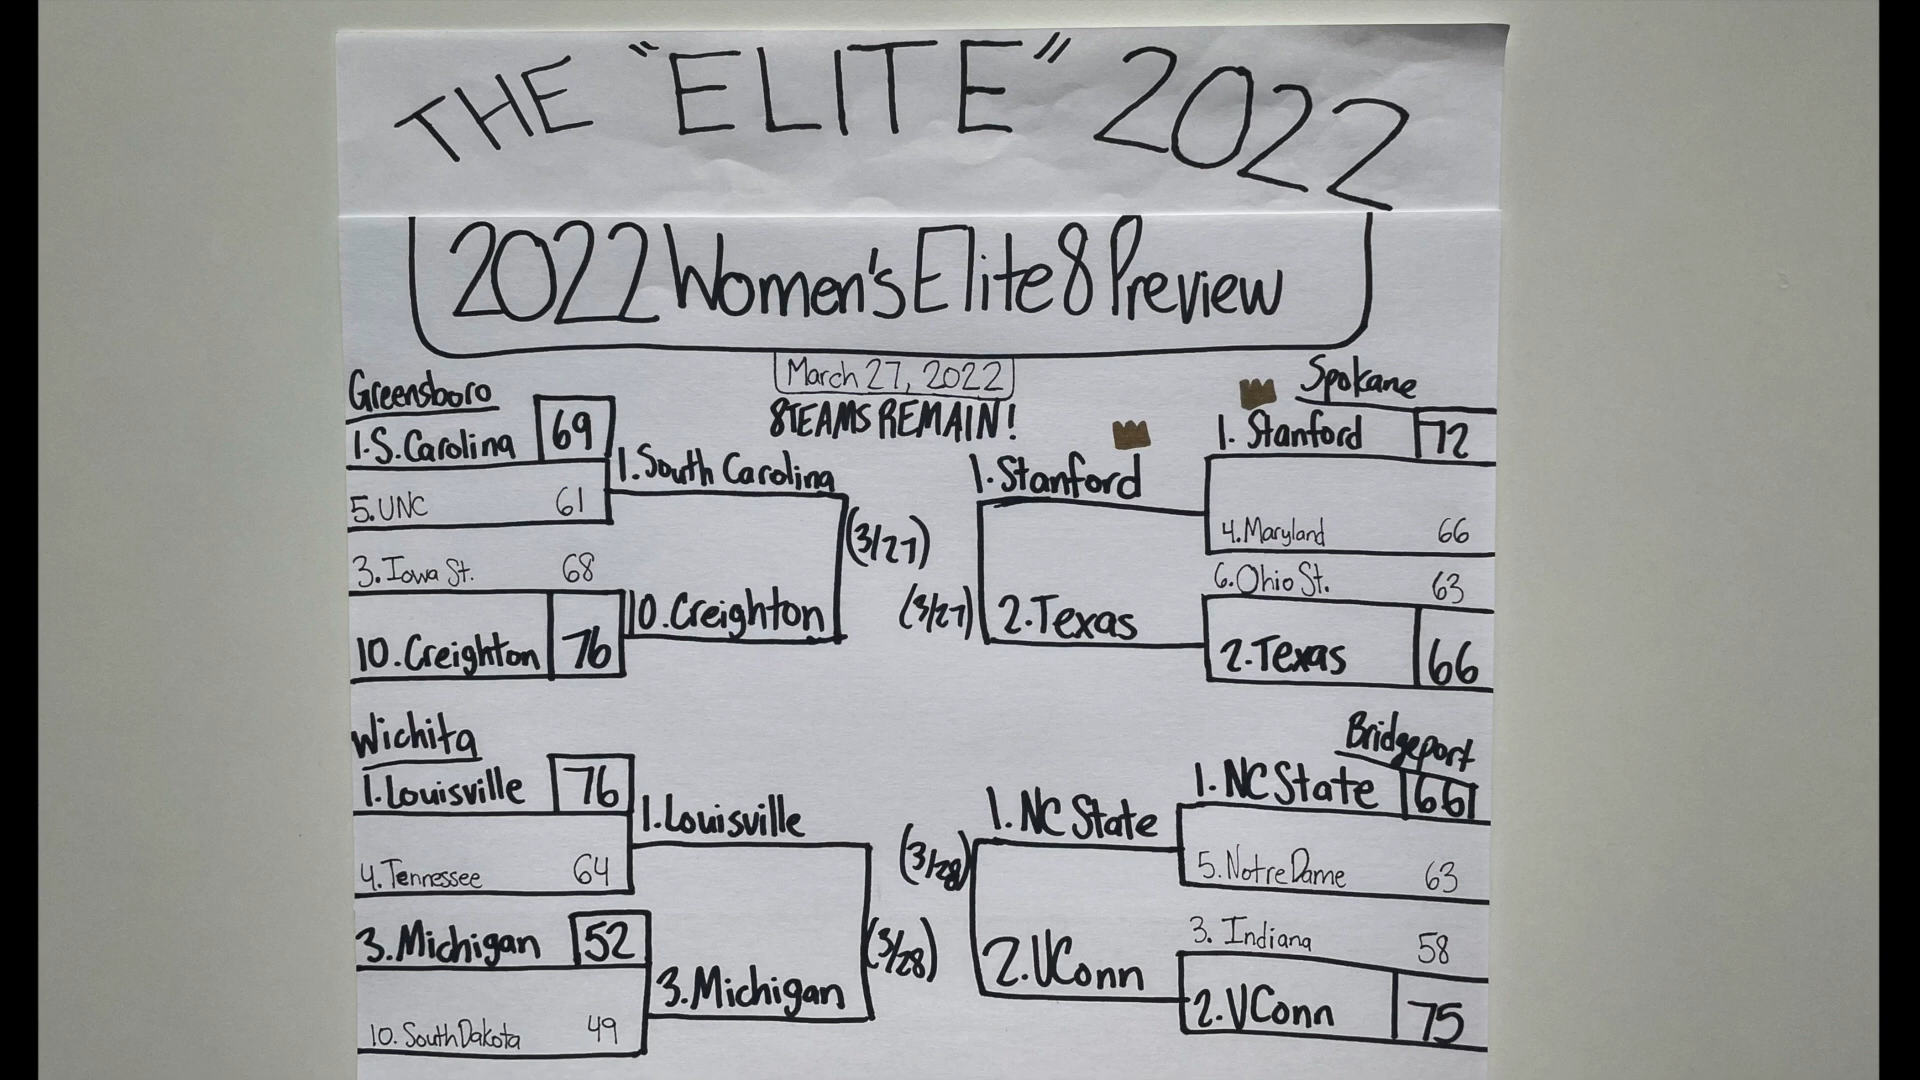 THE "ELITE" 2022
2022 Women's Elite 8 Preview
March 27, 2022
8 TEAMS REMAIN!
Greensboro
1. S. Carolina 69
5. UNC 61
3. Iowa St. 68
10. Creighton 76
1. South Carolina
(3/27)
10. Creighton
Wichita
1. Louisville 76
4. Tennessee 64
3. Michigan 52
10. South Dakota 49
1. Louisville
(3/28)
3. Michigan
Spokane
1. Stanford 72
4. Maryland 66
6. Ohio St. 63
2. Texas 66
1. Stanford
(3/27)
2. Texas
Bridgeport
1. NC State 66
5. Notre Dame 63
3. Indiana 58
2. UConn 75
1. NC State
(3/28)
2. UConn